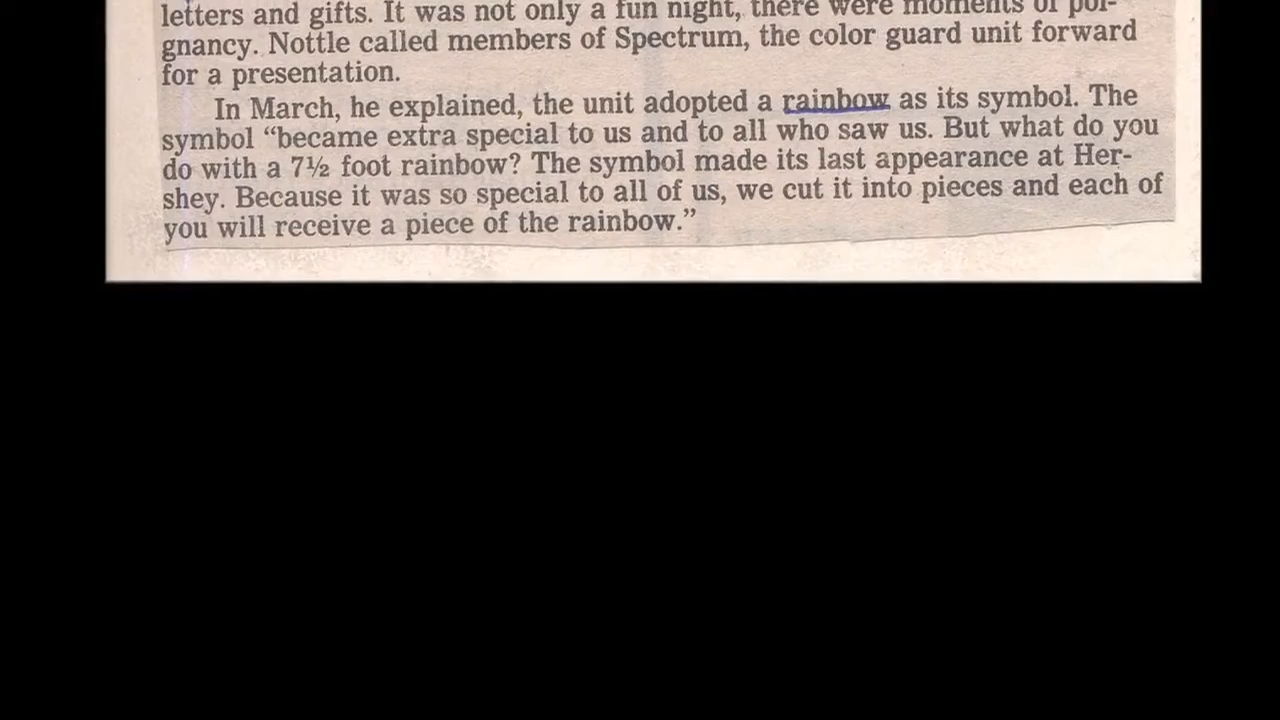 letters and gifts. It was not only a fun night, there were moments of poi-
gnancy. Nottle called members of Spectrum, the color guard unit forward
for a presentation.
In March, he explained, the unit adopted a rainbow as its symbol. The
symbol “became extra special to us and to all who saw us. But what do you
do with a 7½ foot rainbow? The symbol made its last appearance at Her-
shey. Because it was so special to all of us, we cut it into pieces and each of
you will receive a piece of the rainbow.”